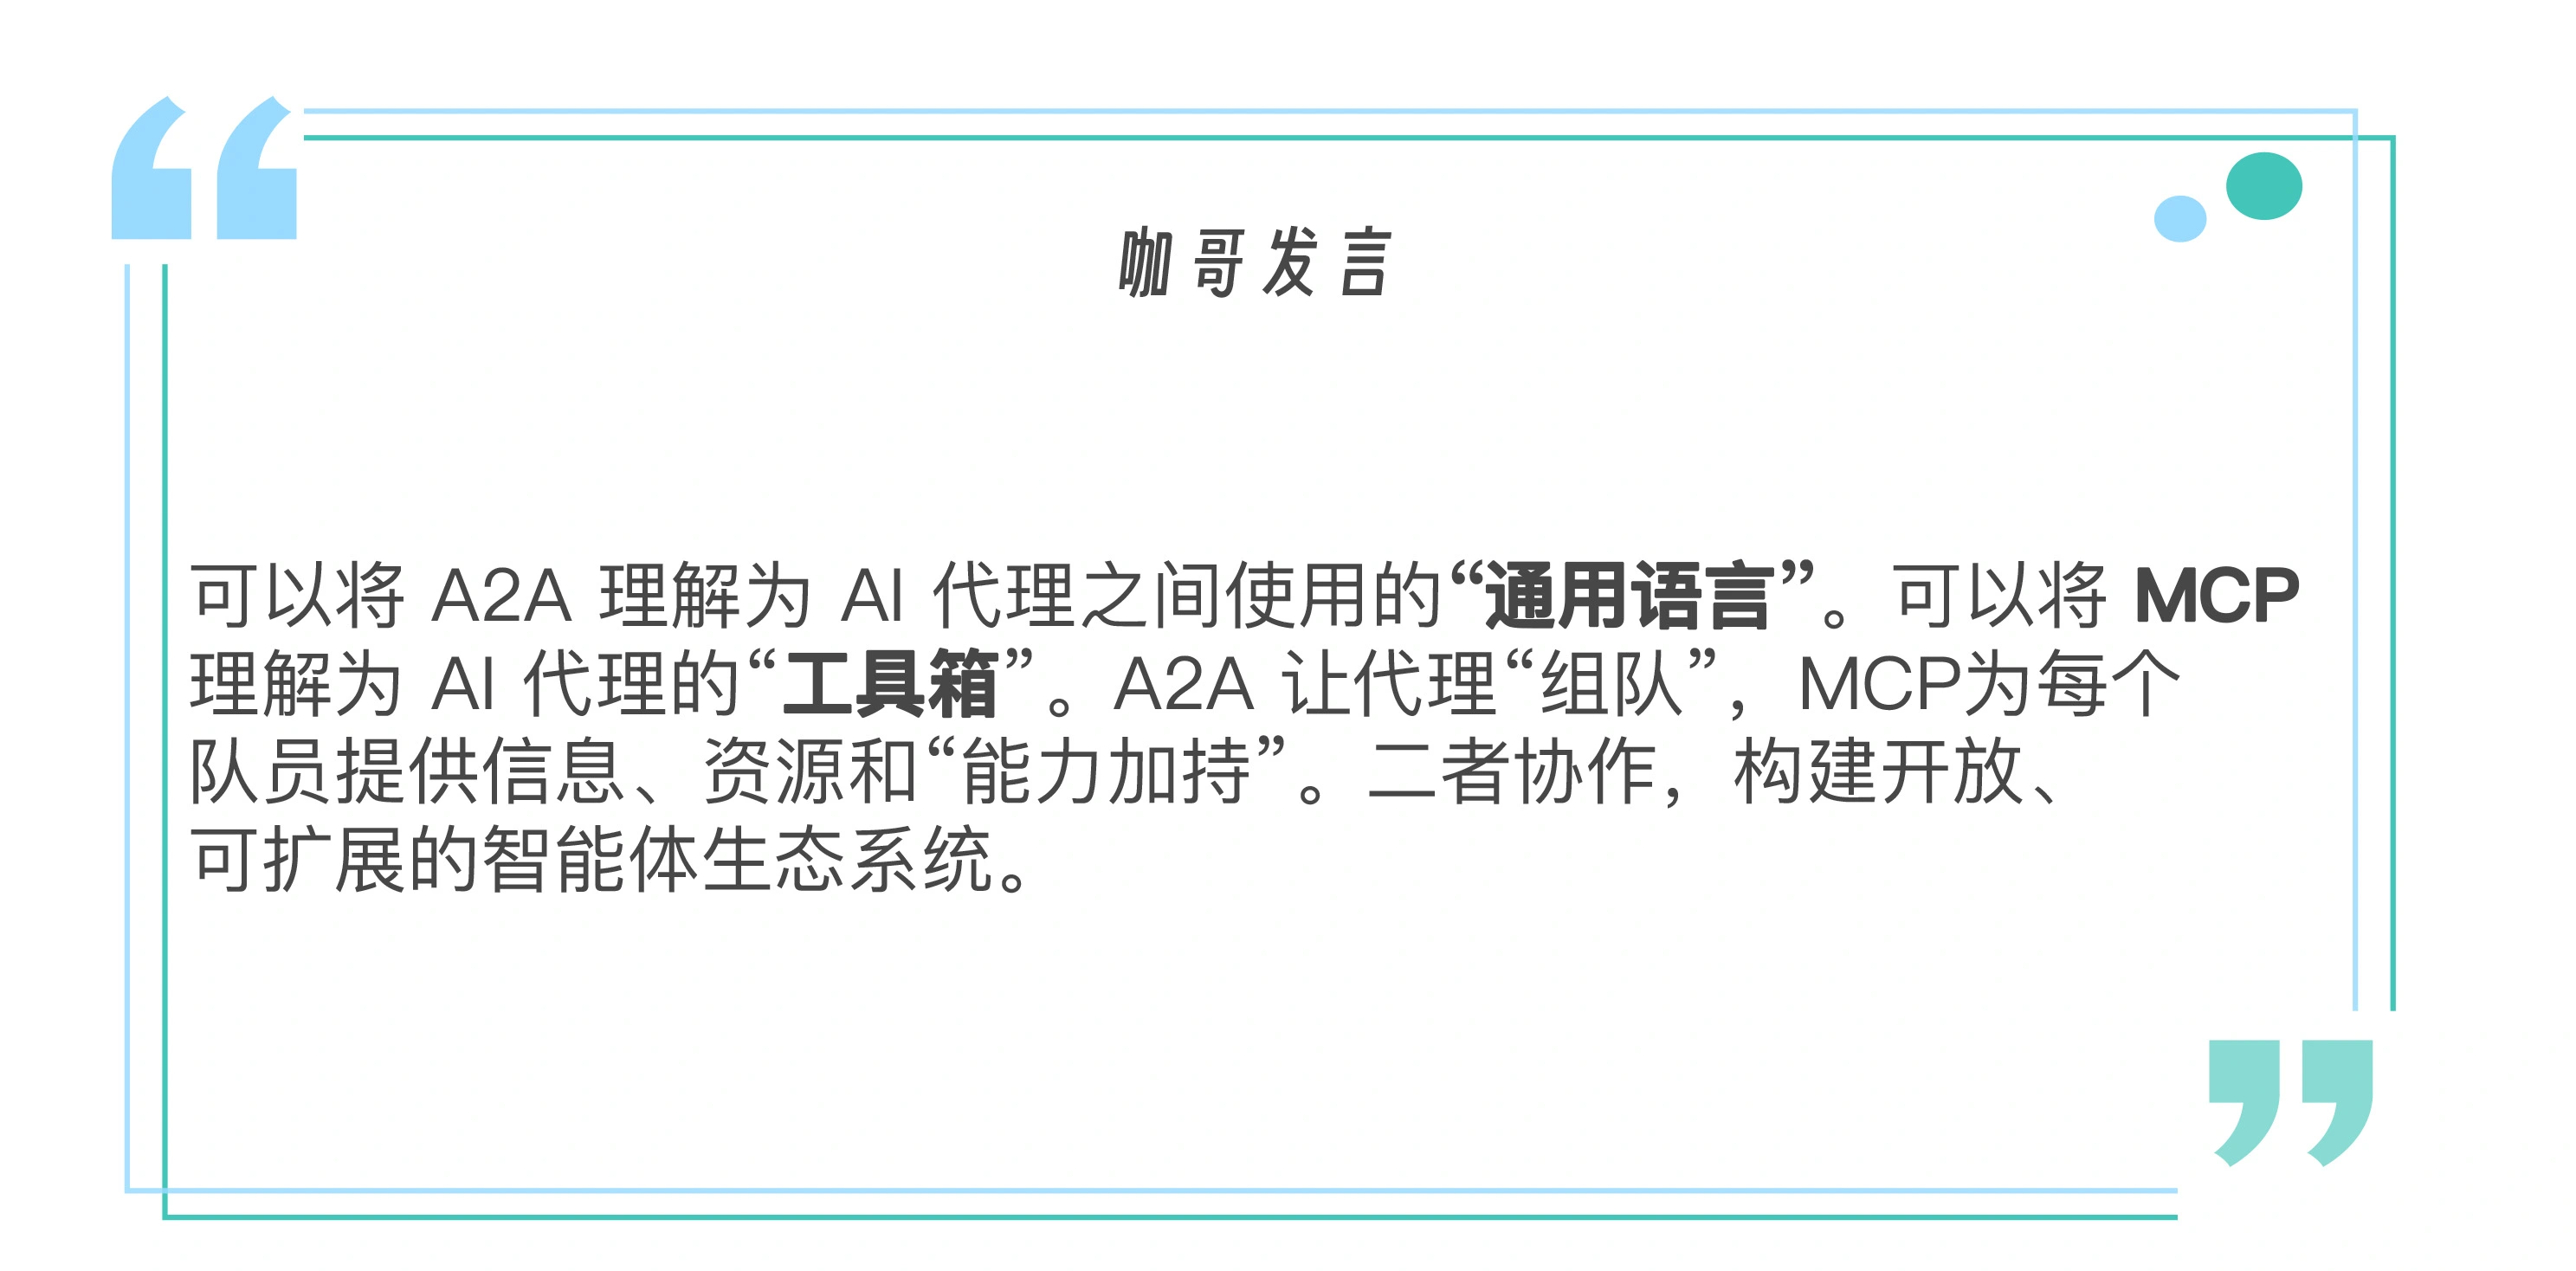 咖哥发言
可以将 A2A 理解为 AI 代理之间使用的“通用语言”。可以将 MCP
理解为 AI 代理的“工具箱”。A2A 让代理“组队”，MCP为每个
队员提供信息、资源和“能力加持”。二者协作，构建开放、
可扩展的智能体生态系统。